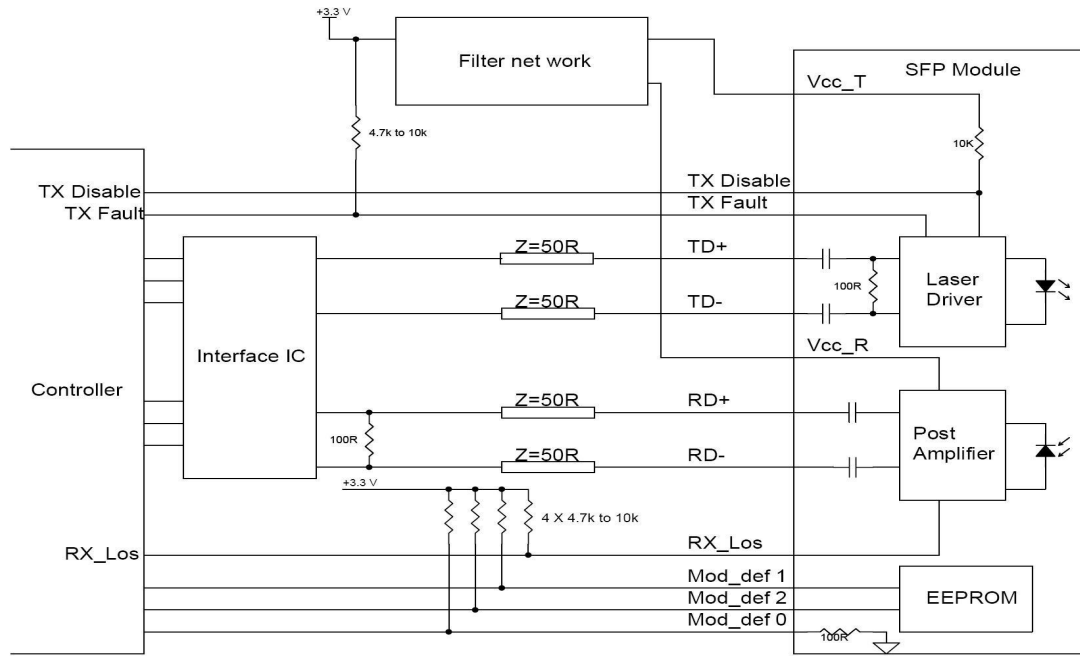 +3.3 V
Filter net work
SFP Module
Vcc_T
4.7k to 10k
10K
TX Disable
TX Disable
TX Fault
TX Fault
Z=50R
TD+
100R
Laser
Driver
Z=50R
TD-
Interface IC
Vcc_R
Controller
Z=50R
RD+
100R
Post
Amplifier
Z=50R
RD-
+3.3 V
4 X 4.7k to 10k
RX_Los
RX_Los
Mod_def 1
Mod_def 2
EEPROM
Mod_def 0
100R